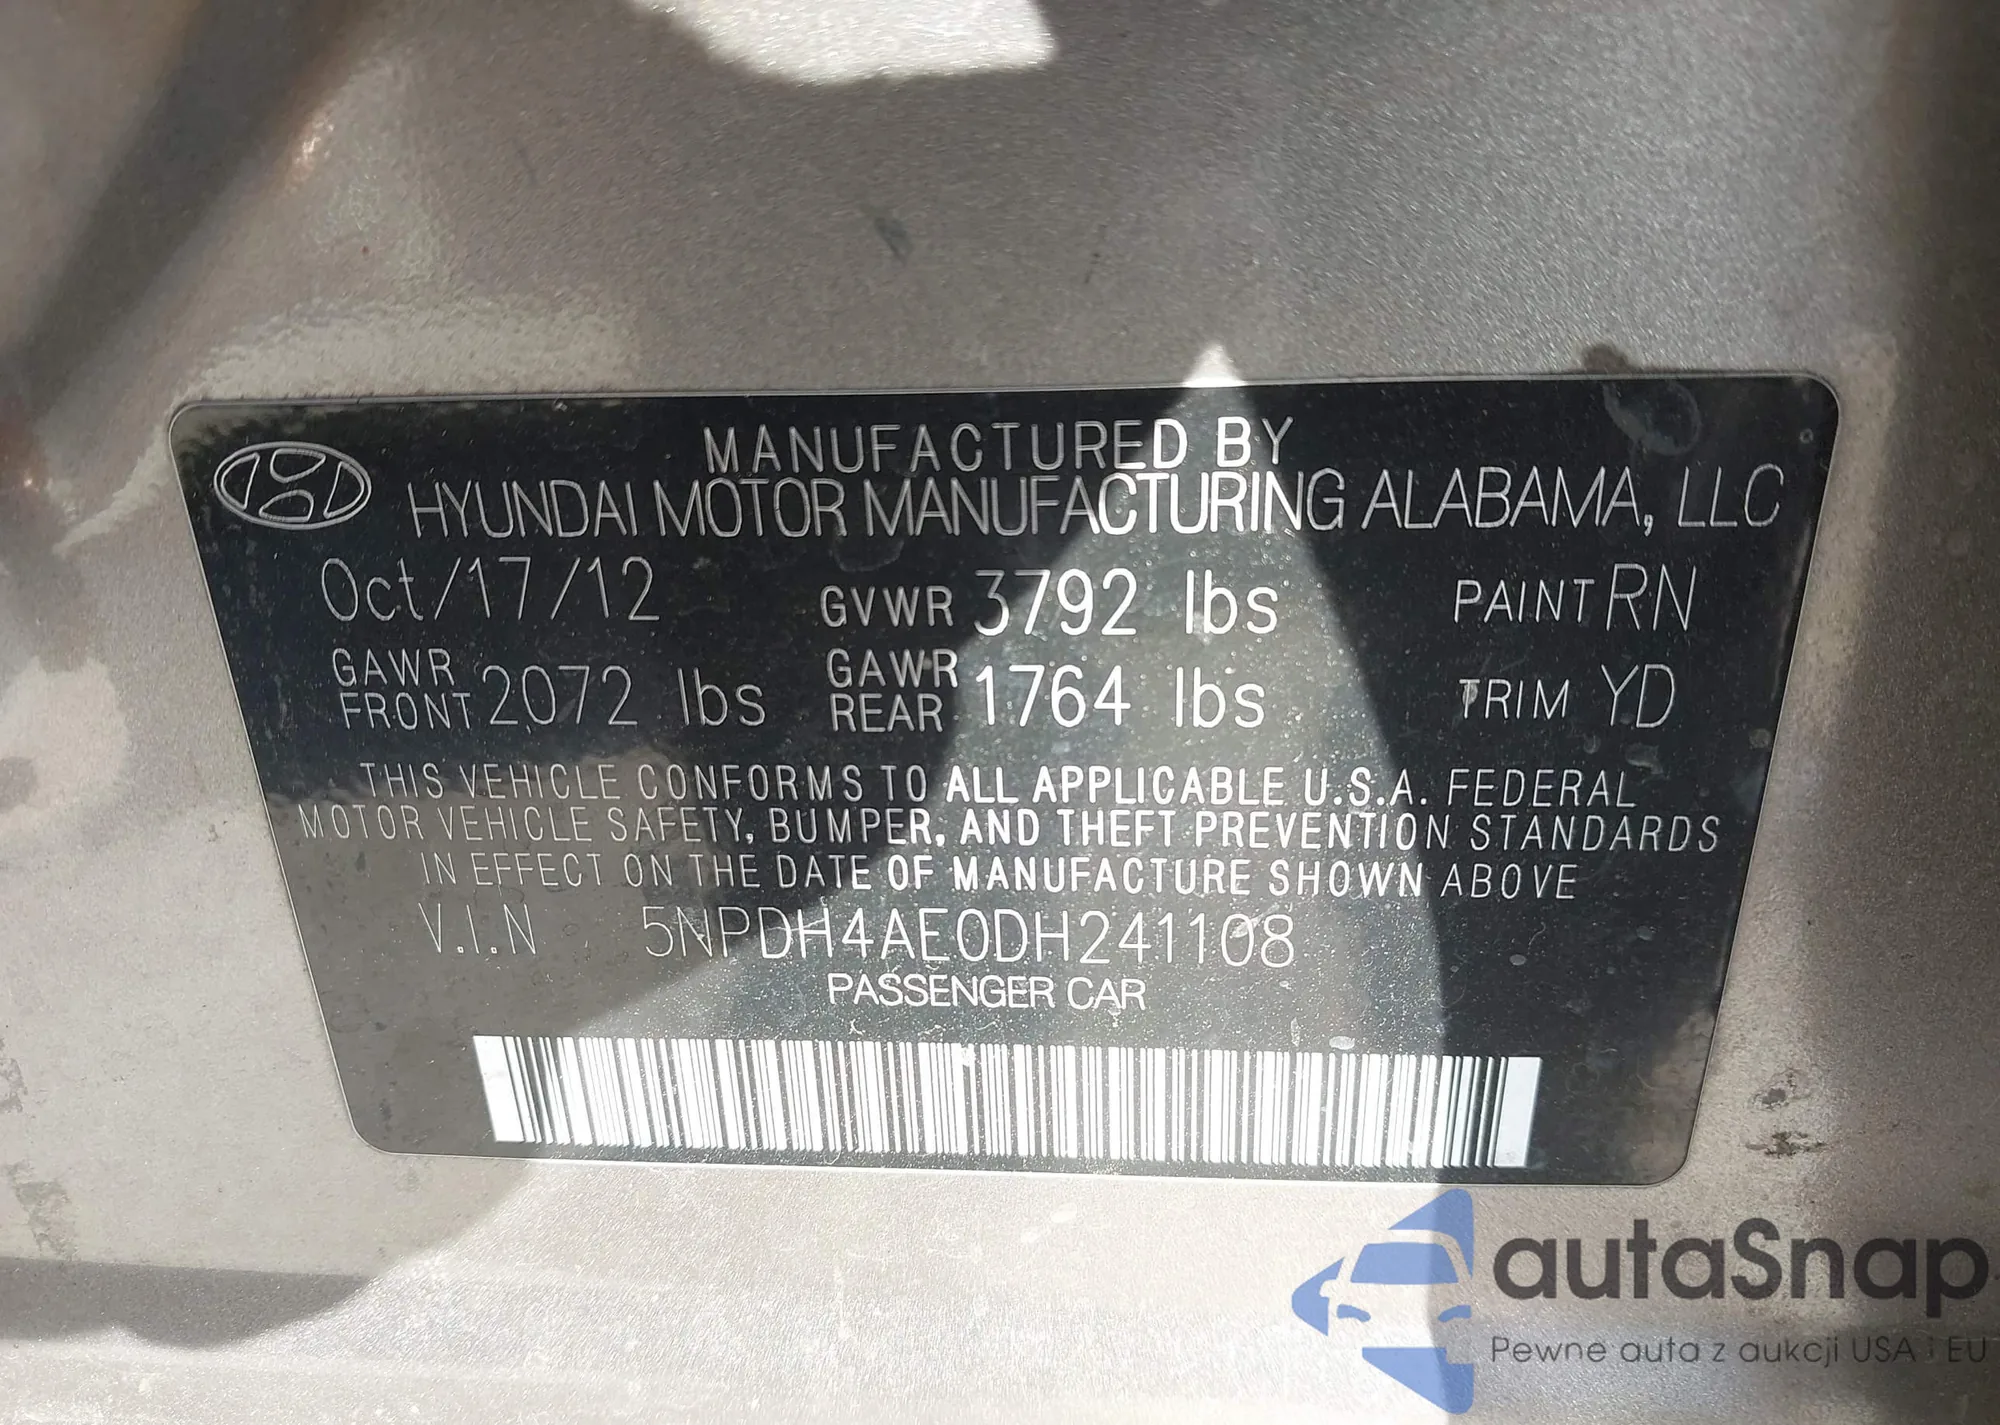 MANUFACTURED BY
HYUNDAI MOTOR MANUFACTURING ALABAMA, LLC
Oct/17/12 GVWR 3792 lbs PAINT RN
GAWR FRONT 2072 lbs GAWR REAR 1764 lbs TRIM YD
THIS VEHICLE CONFORMS TO ALL APPLICABLE U.S.A. FEDERAL
MOTOR VEHICLE SAFETY, BUMPER, AND THEFT PREVENTION STANDARDS
IN EFFECT ON THE DATE OF MANUFACTURE SHOWN ABOVE
V.I.N 5NPDH4AE0DH241108
PASSENGER CAR
autaSnap
Pewne auta z aukcji USA i EU